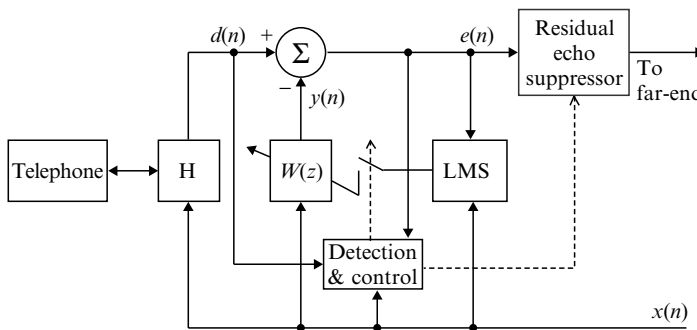 d(n)
+
Σ
e(n)
Residual
echo
suppressor
To
far-end
−
y(n)
Telephone
H
W(z)
LMS
Detection
& control
x(n)